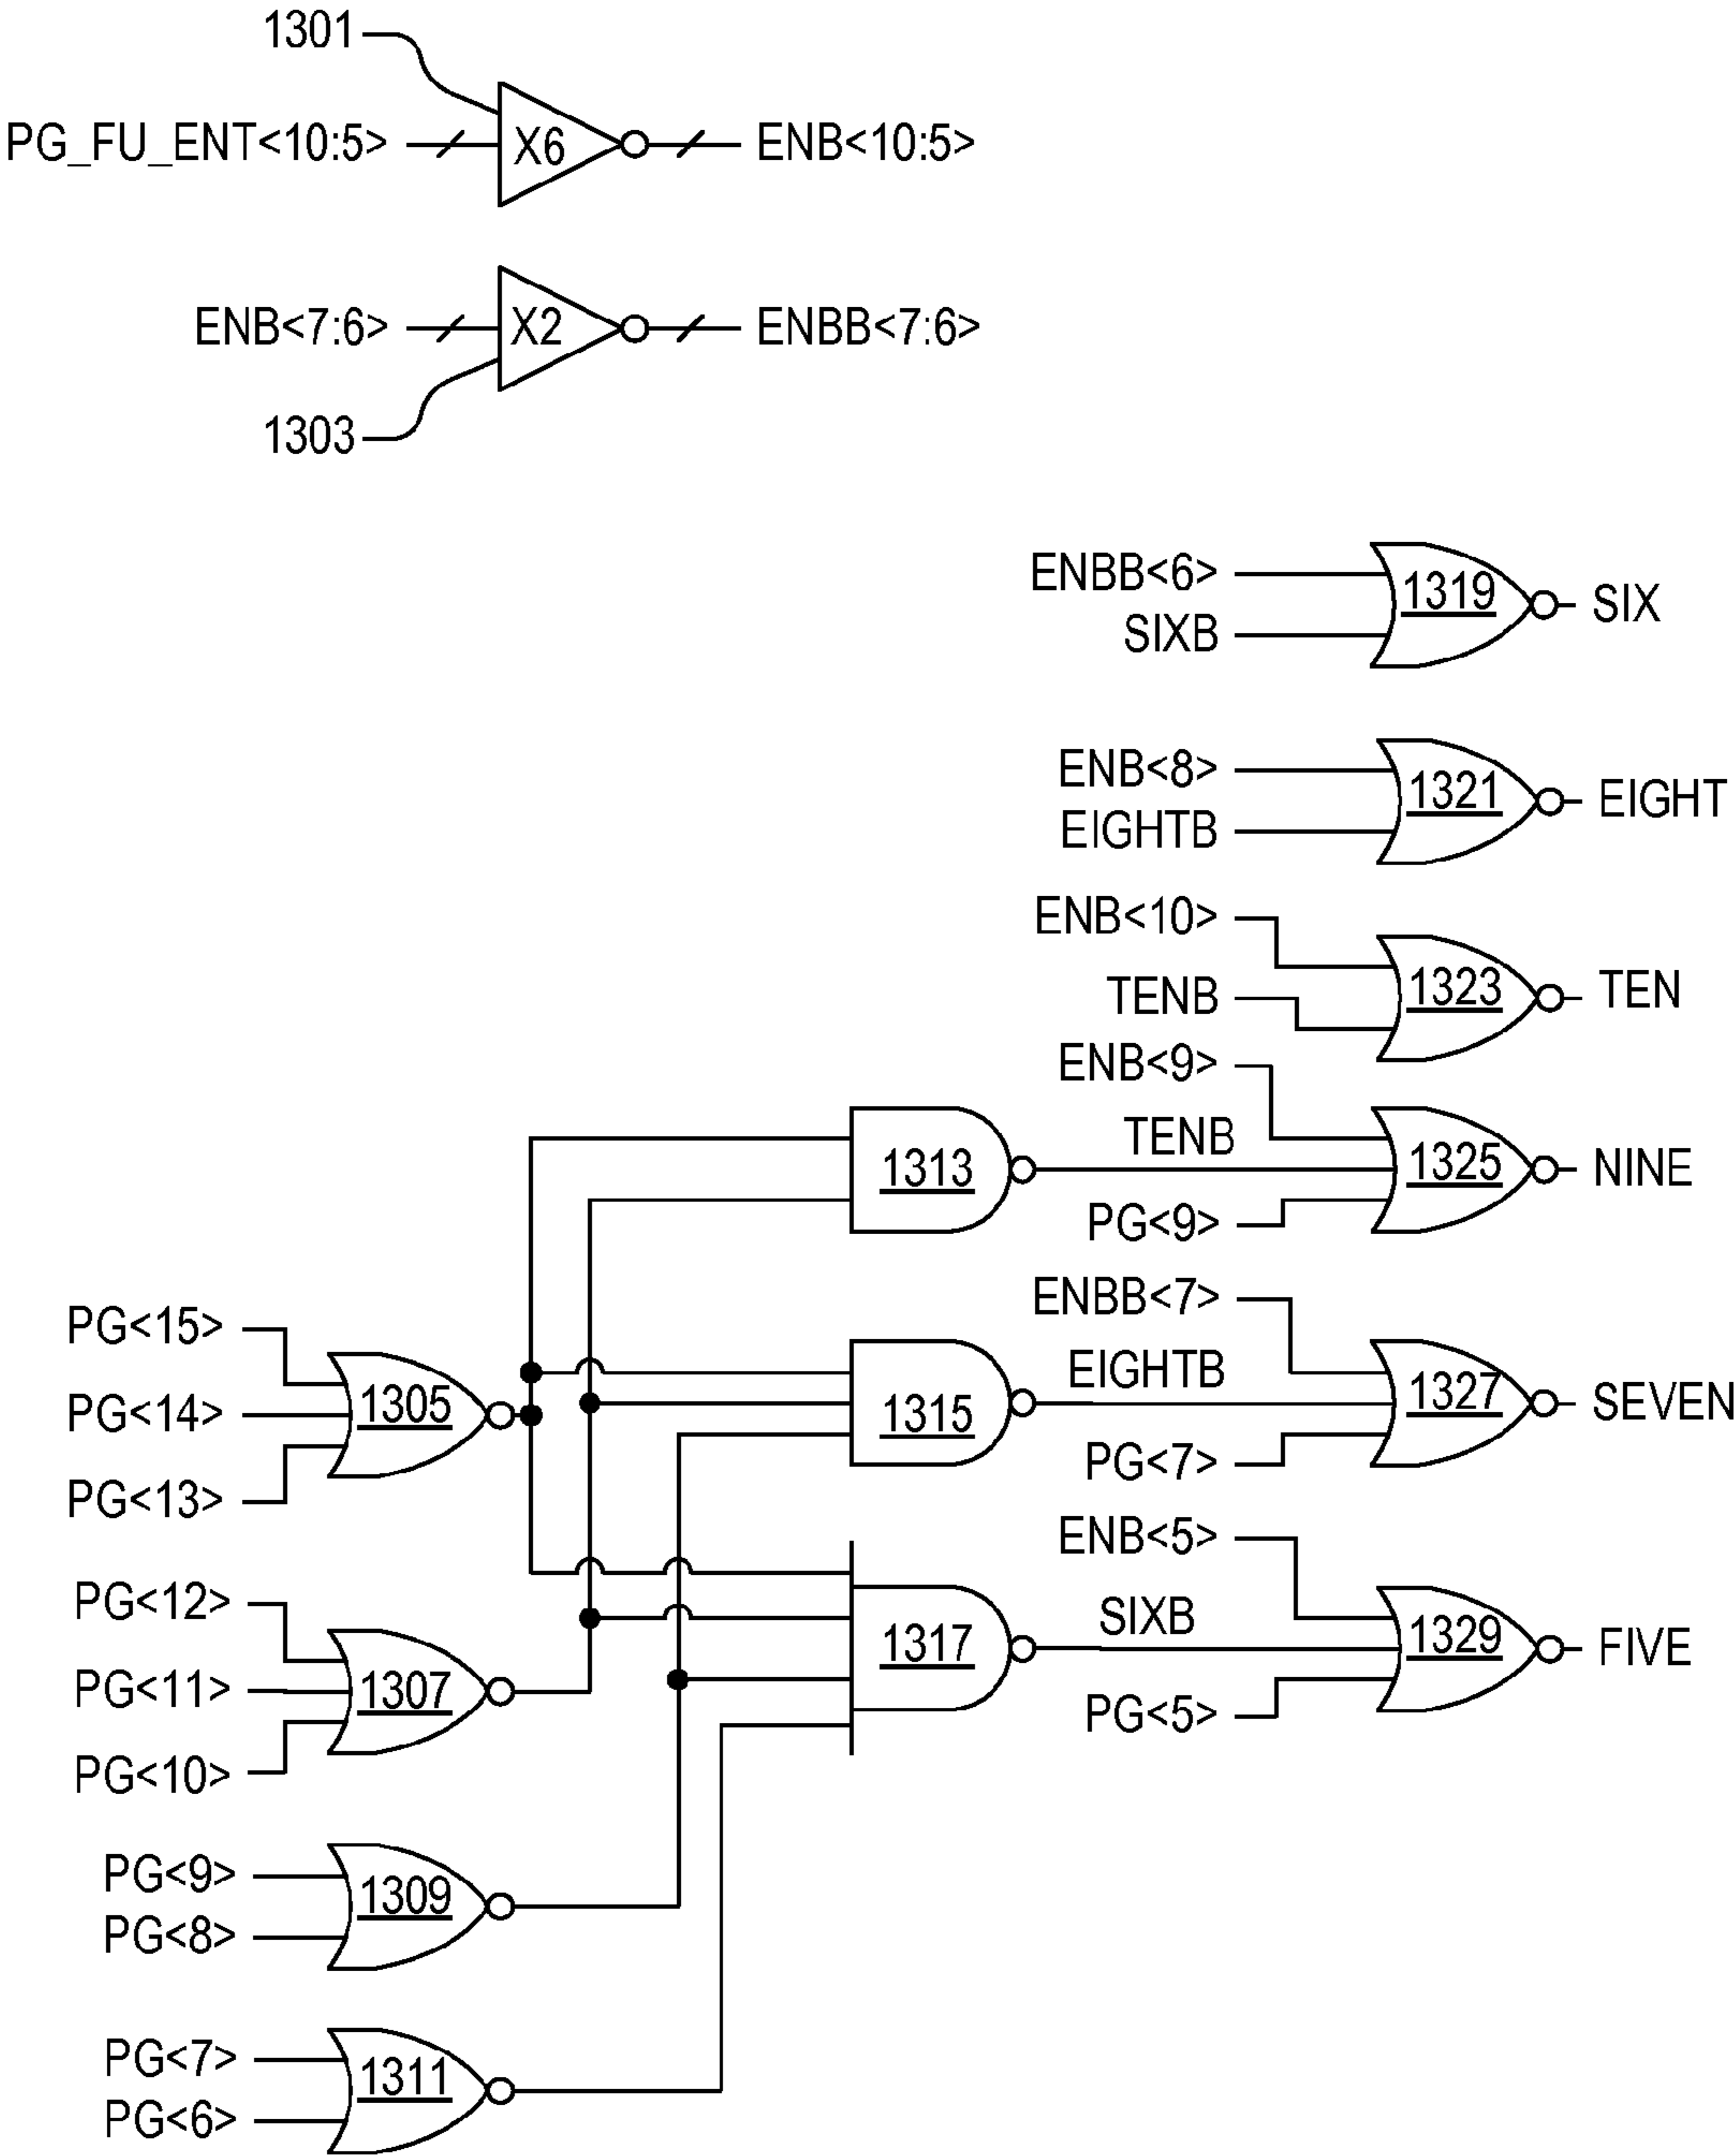 1301
PG_FU_ENT<10:5>
X6
ENB<10:5>
ENB<7:6>
X2
ENBB<7:6>
1303
ENBB<6>
SIXB
1319
SIX
ENB<8>
EIGHTB
1321
EIGHT
ENB<10>
TENB
1323
TEN
ENB<9>
TENB
PG<9>
1313
1325
NINE
ENBB<7>
EIGHTB
PG<7>
1315
1327
SEVEN
PG<15>
PG<14>
PG<13>
1305
ENB<5>
SIXB
PG<5>
1317
1329
FIVE
PG<12>
PG<11>
PG<10>
1307
PG<9>
PG<8>
1309
PG<7>
PG<6>
1311